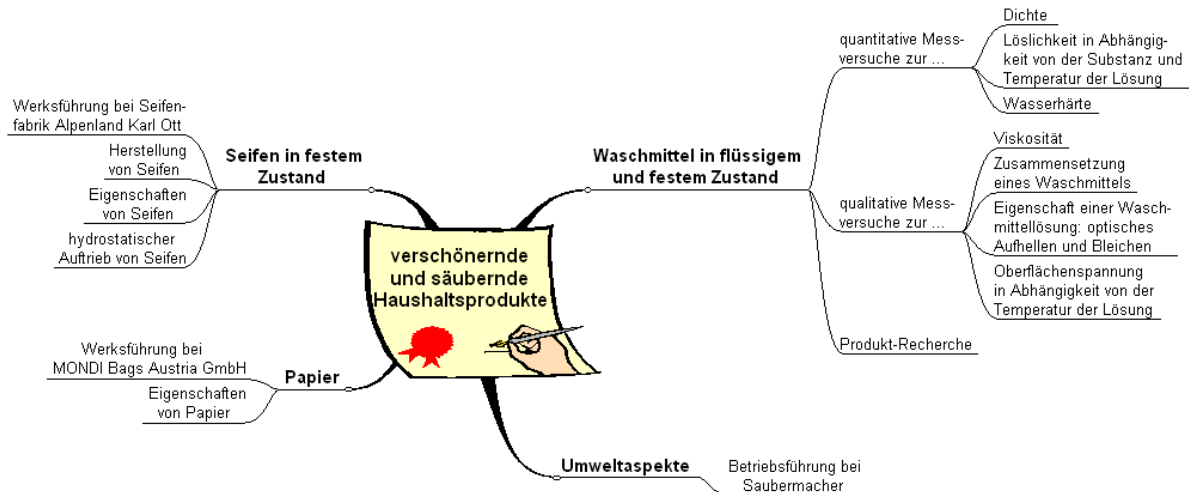 verschönernde
und säubernde
Haushaltsprodukte
Seifen in festem
Zustand
Werksführung bei Seifen-
fabrik Alpenland Karl Ott
Herstellung
von Seifen
Eigenschaften
von Seifen
hydrostatischer
Auftrieb von Seifen
Waschmittel in flüssigem
und festem Zustand
quantitative Mess-
versuche zur ...
Dichte
Löslichkeit in Abhängig-
keit von der Substanz und
Temperatur der Lösung
Wasserhärte
qualitative Mess-
versuche zur ...
Viskosität
Zusammensetzung
eines Waschmittels
Eigenschaft einer Wasch-
mittellösung: optisches
Aufhellen und Bleichen
Oberflächenspannung
in Abhängigkeit von der
Temperatur der Lösung
Produkt-Recherche
Papier
Werksführung bei
MONDI Bags Austria GmbH
Eigenschaften
von Papier
Umweltaspekte
Betriebsführung bei
Saubermacher